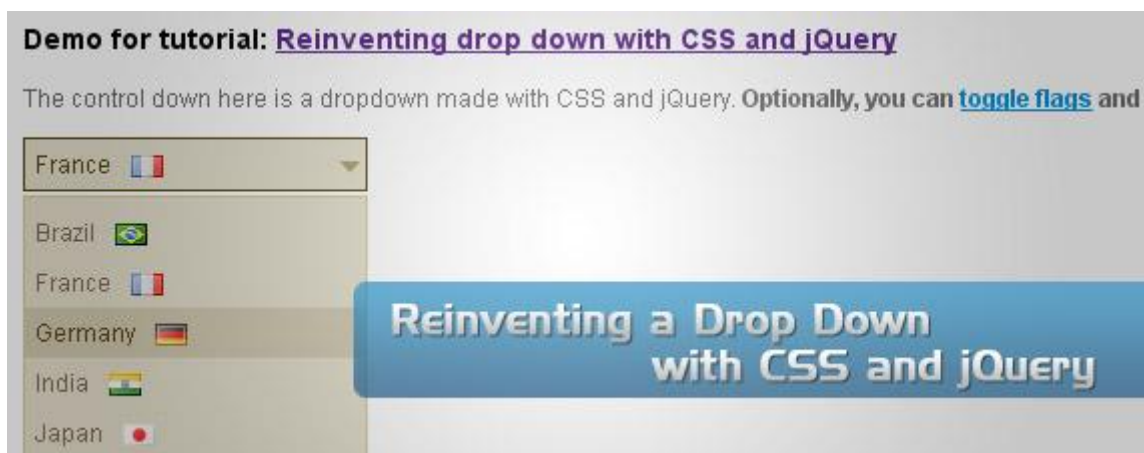 Demo for tutorial: Reinventing drop down with CSS and jQuery
The control down here is a dropdown made with CSS and jQuery. Optionally, you can toggle flags and
France
Brazil
France
Germany
India
Japan
Reinventing a Drop Down
with CSS and jQuery